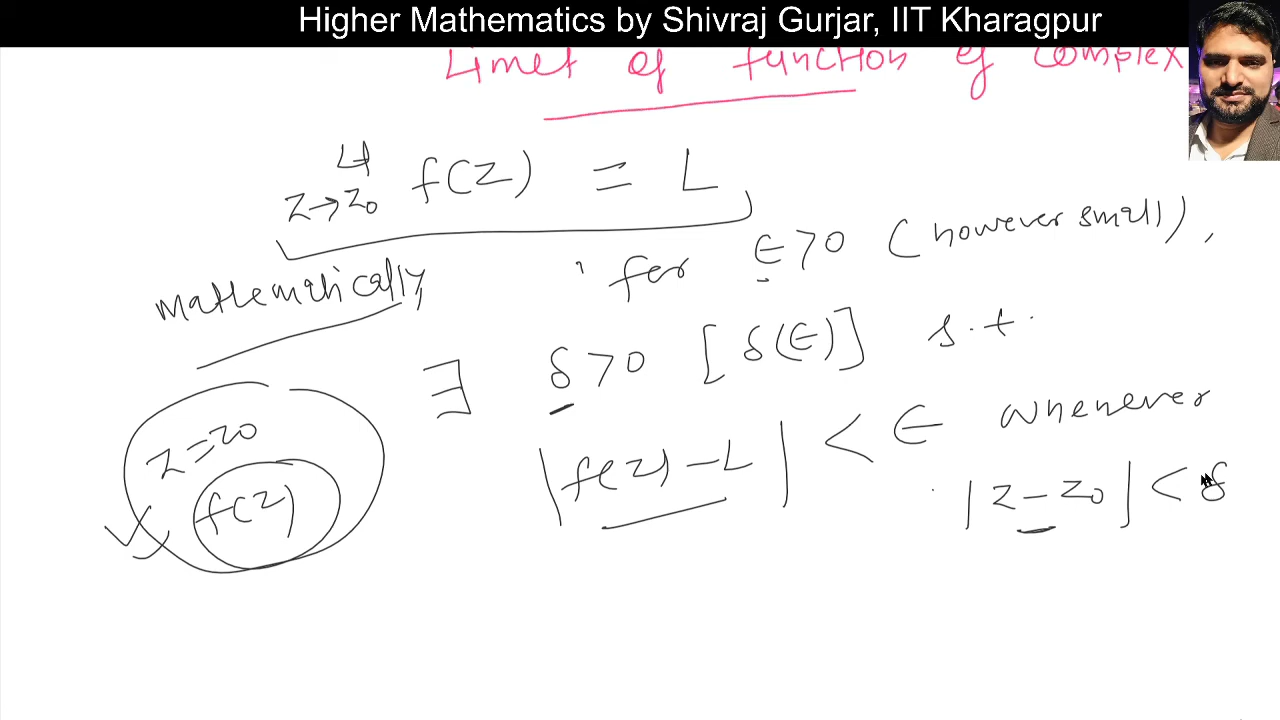 Higher Mathematics by Shivraj Gurjar, IIT Kharagpur
Limit of function of complex
Lt f(z) = L
z→z₀
mathematically, for ∈>0 (however small),
∃ δ>0 [δ(∈)] s.t.
|f(z)-L| < ∈ whenever
|z-z₀| < δ
z=z₀
f(z)